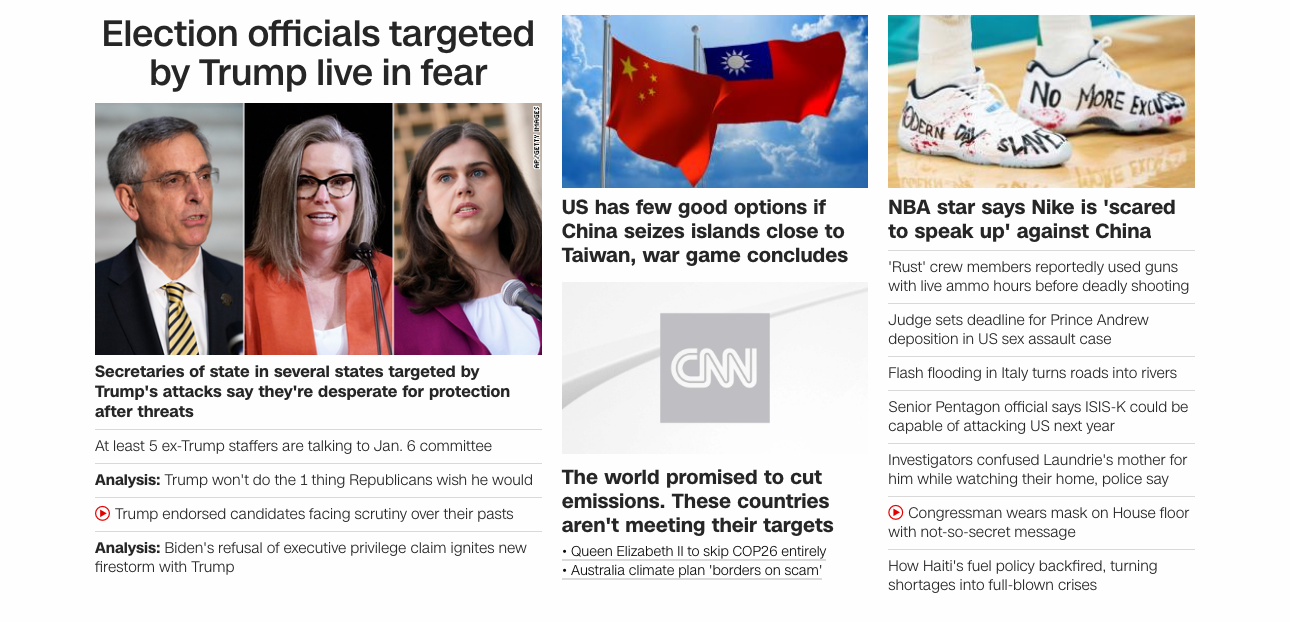 Election officials targeted
by Trump live in fear
AP/GETTY IMAGES
Secretaries of state in several states targeted by
Trump's attacks say they're desperate for protection
after threats
At least 5 ex-Trump staffers are talking to Jan. 6 committee
Analysis: Trump won't do the 1 thing Republicans wish he would
Trump endorsed candidates facing scrutiny over their pasts
Analysis: Biden's refusal of executive privilege claim ignites new
firestorm with Trump
US has few good options if
China seizes islands close to
Taiwan, war game concludes
CNN
The world promised to cut
emissions. These countries
aren't meeting their targets
• Queen Elizabeth II to skip COP26 entirely
• Australia climate plan 'borders on scam'
MODERN DAY
SLAVERY
NO MORE EXCUSES
NBA star says Nike is 'scared
to speak up' against China
'Rust' crew members reportedly used guns
with live ammo hours before deadly shooting
Judge sets deadline for Prince Andrew
deposition in US sex assault case
Flash flooding in Italy turns roads into rivers
Senior Pentagon official says ISIS-K could be
capable of attacking US next year
Investigators confused Laundrie's mother for
him while watching their home, police say
Congressman wears mask on House floor
with not-so-secret message
How Haiti's fuel policy backfired, turning
shortages into full-blown crises